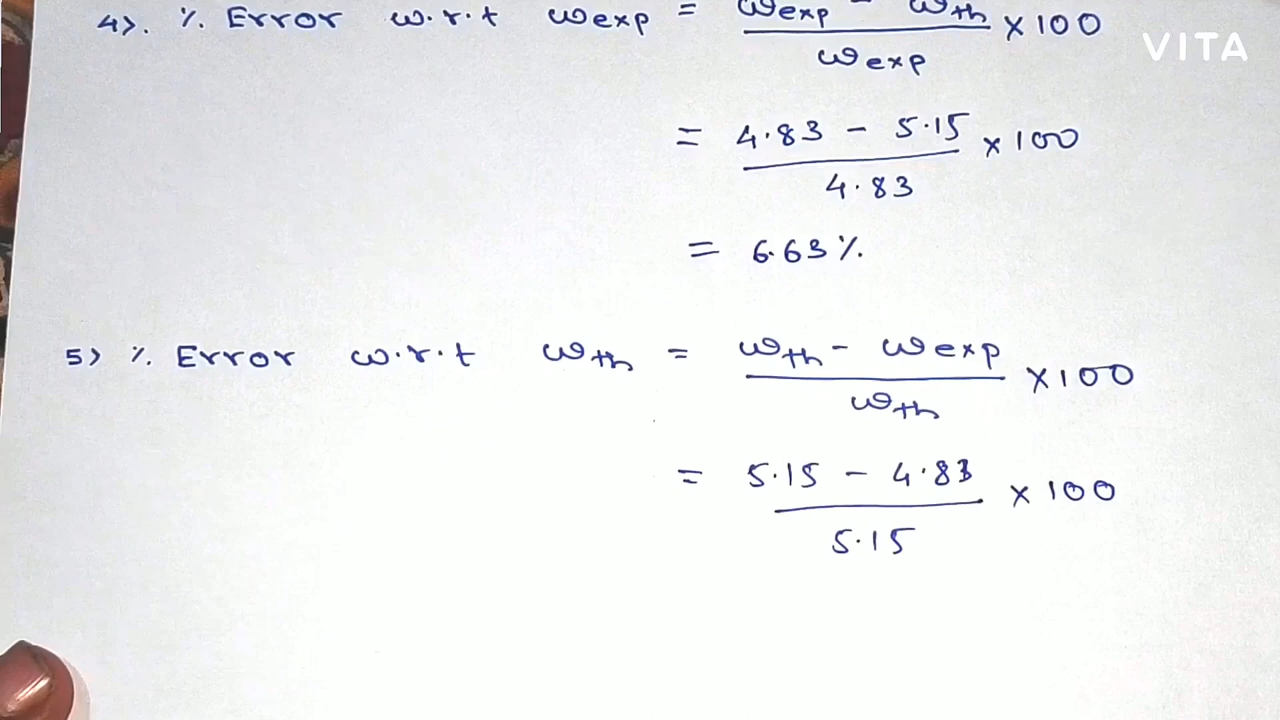 4). % Error w.r.t ωexp = ωexp - ωth / ωexp × 100
VITA
= 4.83 - 5.15 / 4.83 × 100
= 6.63 %.
5) % Error w.r.t ωth = ωth - ωexp / ωth × 100
= 5.15 - 4.83 / 5.15 × 100